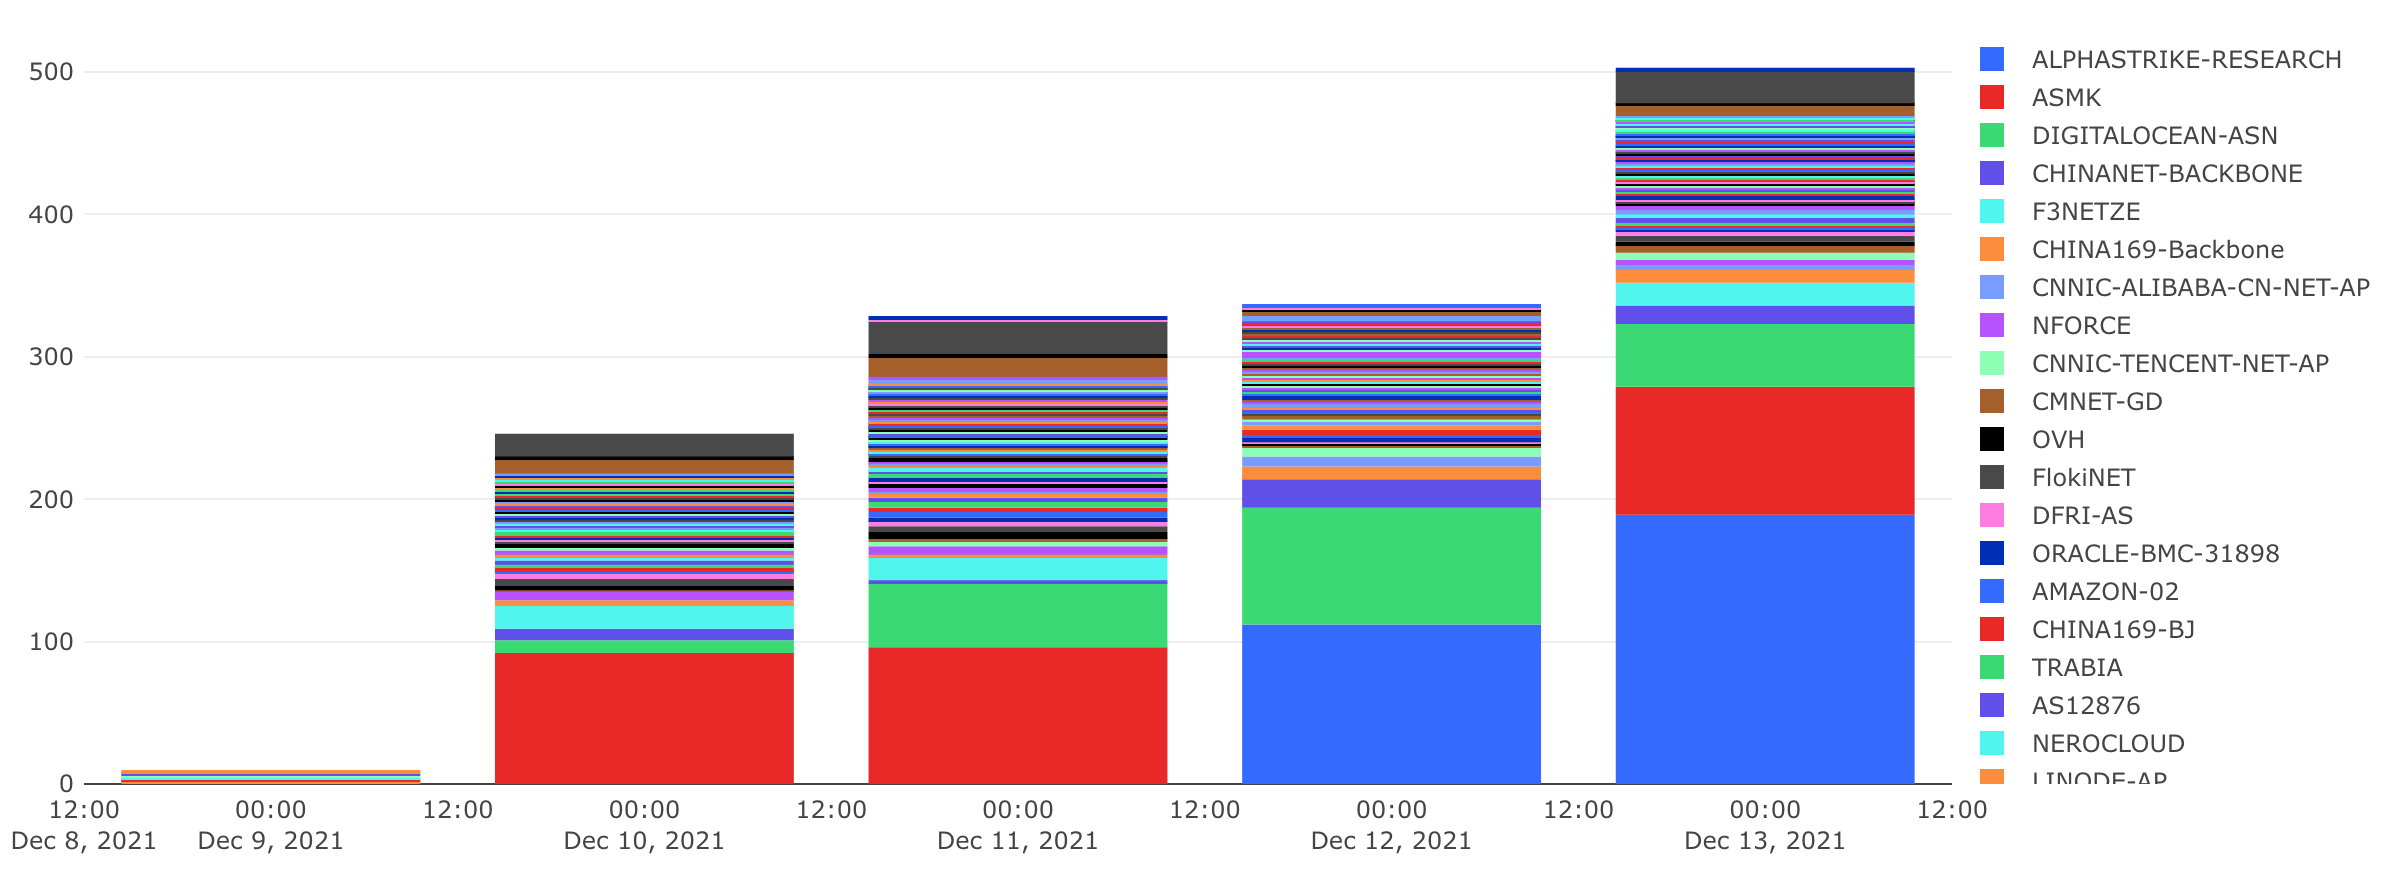 500
400
300
200
100
0
12:00 00:00 12:00 00:00 12:00 00:00 12:00 00:00 12:00 00:00 12:00
Dec 8, 2021 Dec 9, 2021 Dec 10, 2021 Dec 11, 2021 Dec 12, 2021 Dec 13, 2021
ALPHASTRIKE-RESEARCH
ASMK
DIGITALOCEAN-ASN
CHINANET-BACKBONE
F3NETZE
CHINA169-Backbone
CNNIC-ALIBABA-CN-NET-AP
NFORCE
CNNIC-TENCENT-NET-AP
CMNET-GD
OVH
FlokiNET
DFRI-AS
ORACLE-BMC-31898
AMAZON-02
CHINA169-BJ
TRABIA
AS12876
NEROCLOUD
LINODE-AP